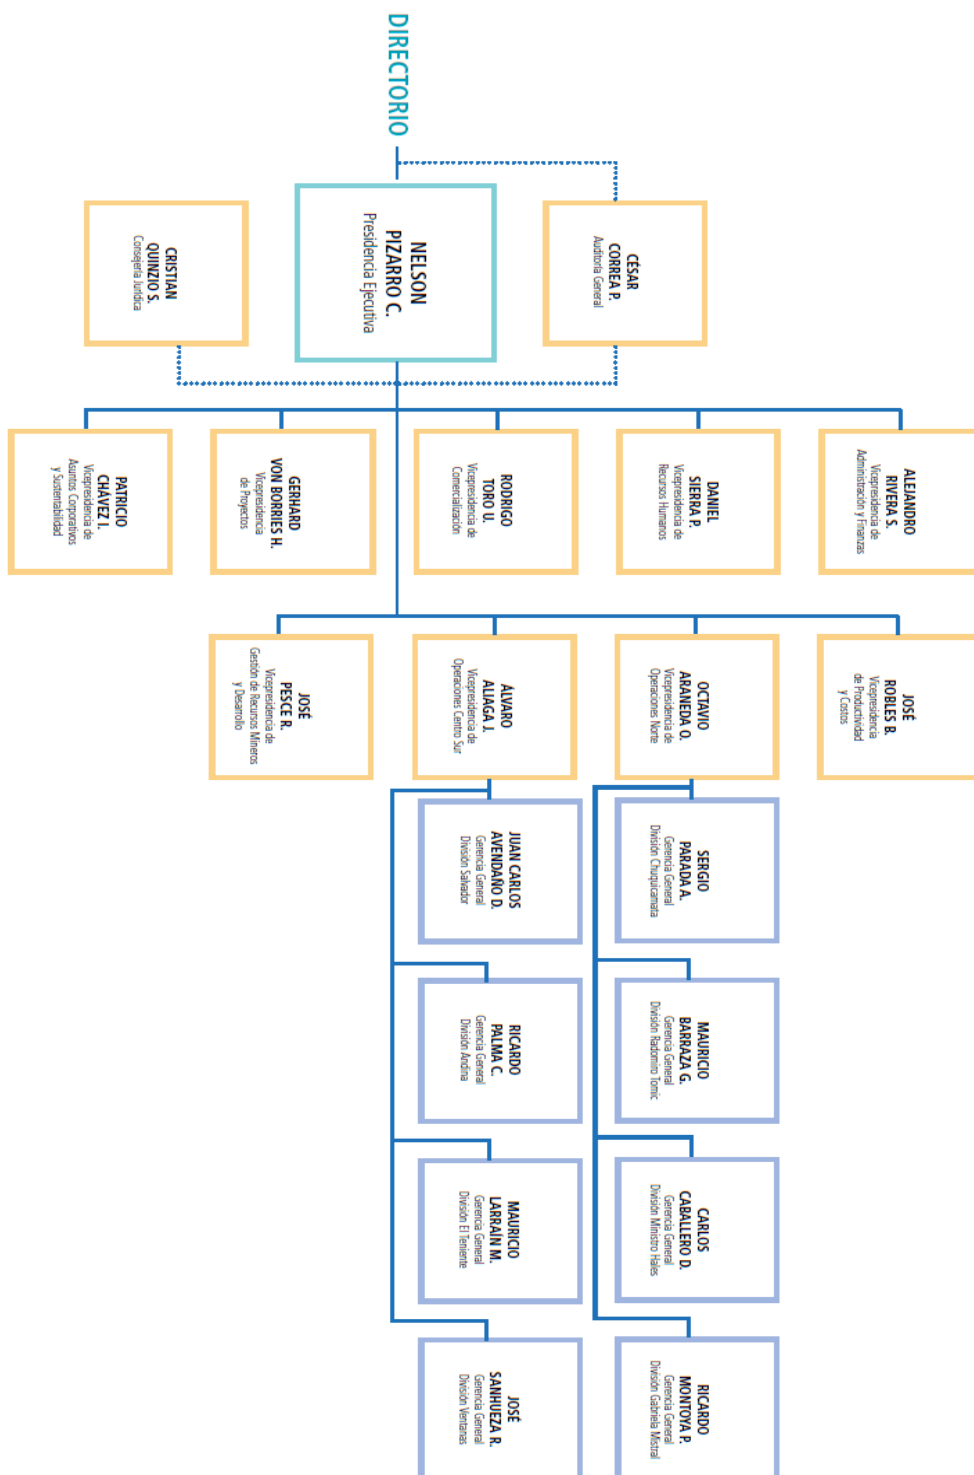 DIRECTORIO
CÉSAR
CORREA P.
Auditoría General
NELSON
PIZARRO C.
Presidencia Ejecutiva
CRISTIAN
QUINZIO S.
Consejería Jurídica
ALEJANDRO
RIVERA S.
Vicepresidencia de
Administración y Finanzas
DANIEL
SIERRA P.
Vicepresidencia de
Recursos Humanos
RODRIGO
TORO U.
Vicepresidencia de
Comercialización
GERHARD
VON BORRIES H.
Vicepresidencia
de Proyectos
PATRICIO
CHÁVEZ I.
Vicepresidencia de
Asuntos Corporativos
y Sustentabilidad
JOSÉ
ROBLES B.
Vicepresidencia
de Productividad
y Costos
OCTAVIO
ARANEDA O.
Vicepresidencia de
Operaciones Norte
ÁLVARO
ALIAGA J.
Vicepresidencia de
Operaciones Centro Sur
JOSÉ
PESCE R.
Vicepresidencia de
Gestión de Recursos Mineros
y Desarrollo
SERGIO
PARADA A.
Gerencia General
División Chuquicamata
JUAN CARLOS
AVENDAÑO D.
Gerencia General
División Salvador
MAURICIO
BARRAZA G.
Gerencia General
División Radomiro Tomic
RICARDO
PALMA C.
Gerencia General
División Andina
CARLOS
CABALLERO D.
Gerencia General
División Ministro Hales
MAURICIO
LARRAÍN M.
Gerencia General
División El Teniente
RICARDO
MONTOYA P.
Gerencia General
División Gabriela Mistral
JOSÉ
SANHUEZA R.
Gerencia General
División Ventanas